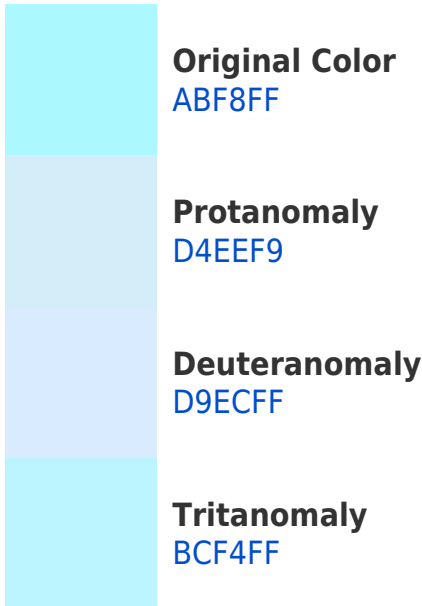 Original Color
ABF8FF
Protanomaly
D4EEF9
Deuteranomaly
D9ECFF
Tritanomaly
BCF4FF